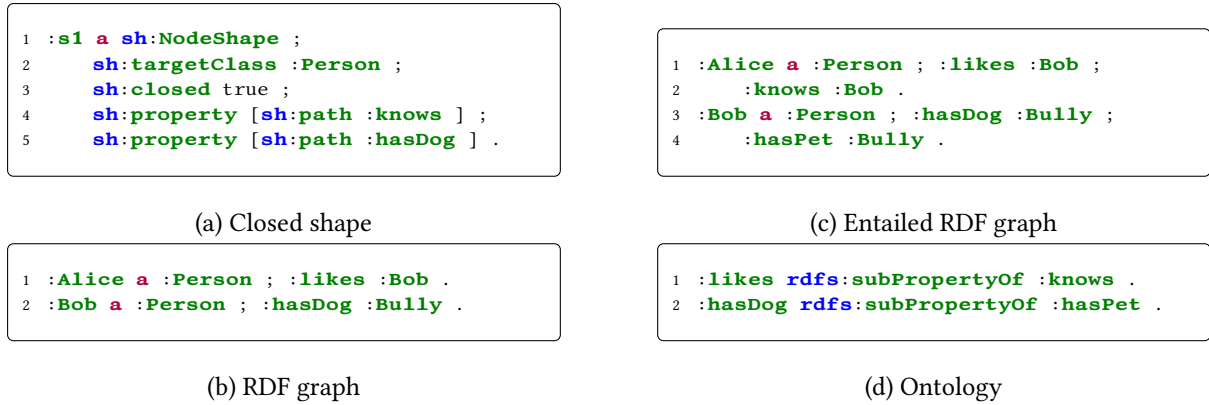 1 :s1 a sh:NodeShape ;
2     sh:targetClass :Person ;
3     sh:closed true ;
4     sh:property [sh:path :knows ] ;
5     sh:property [sh:path :hasDog ] .
(a) Closed shape
1 :Alice a :Person ; :likes :Bob .
2 :Bob a :Person ; :hasDog :Bully .
(b) RDF graph
1 :Alice a :Person ; :likes :Bob ;
2     :knows :Bob .
3 :Bob a :Person ; :hasDog :Bully ;
4     :hasPet :Bully .
(c) Entailed RDF graph
1 :likes rdfs:subPropertyOf :knows .
2 :hasDog rdfs:subPropertyOf :hasPet .
(d) Ontology